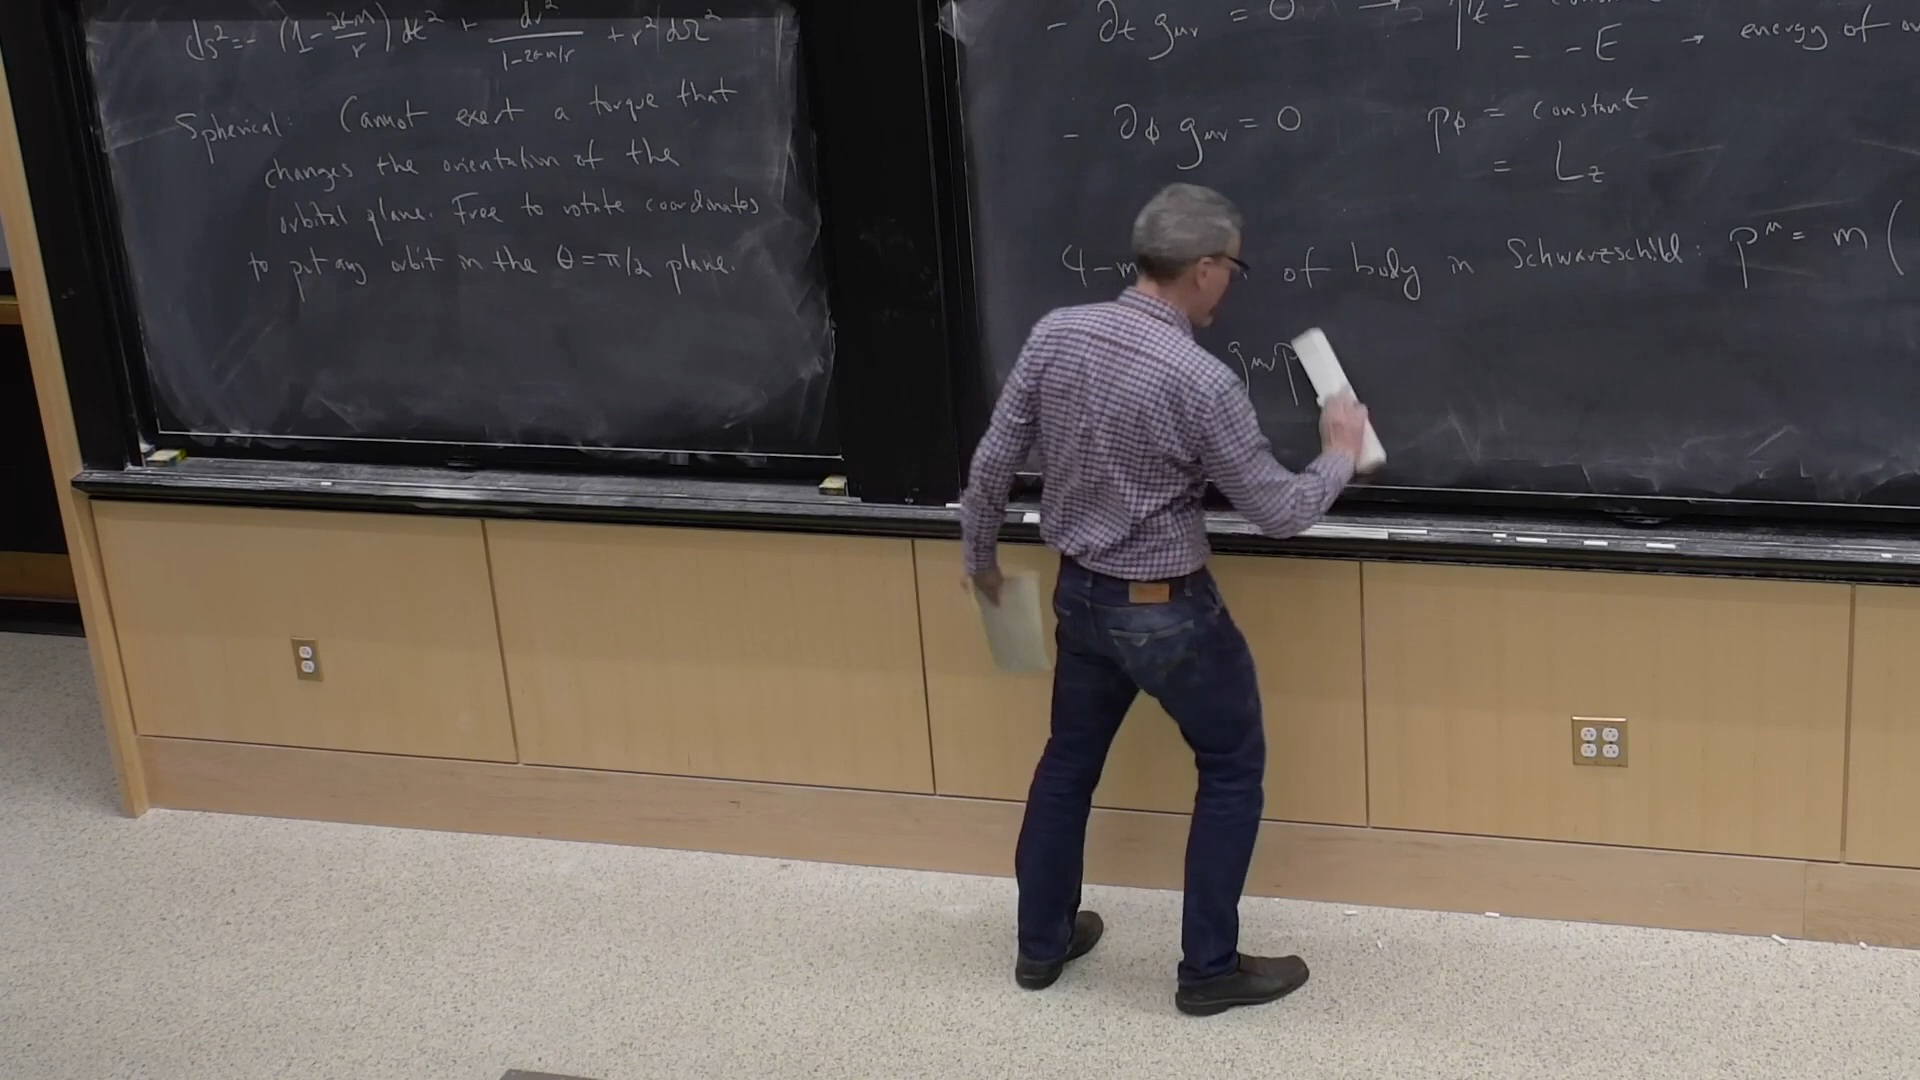 ds² = - (1 - 2GM/r) dt² + dr²/(1 - 2GM/r) + r² dΩ²
Spherical: Cannot exert a torque that
changes the orientation of the
orbital plane. Free to rotate coordinates
to put any orbit in the θ = π/2 plane.
- ∂t gμν = 0 → pt =
= - E → energy of
- ∂φ gμν = 0 pφ = constant
= Lz
4-m of body in Schwarzschild: pμ = m (
gμν p